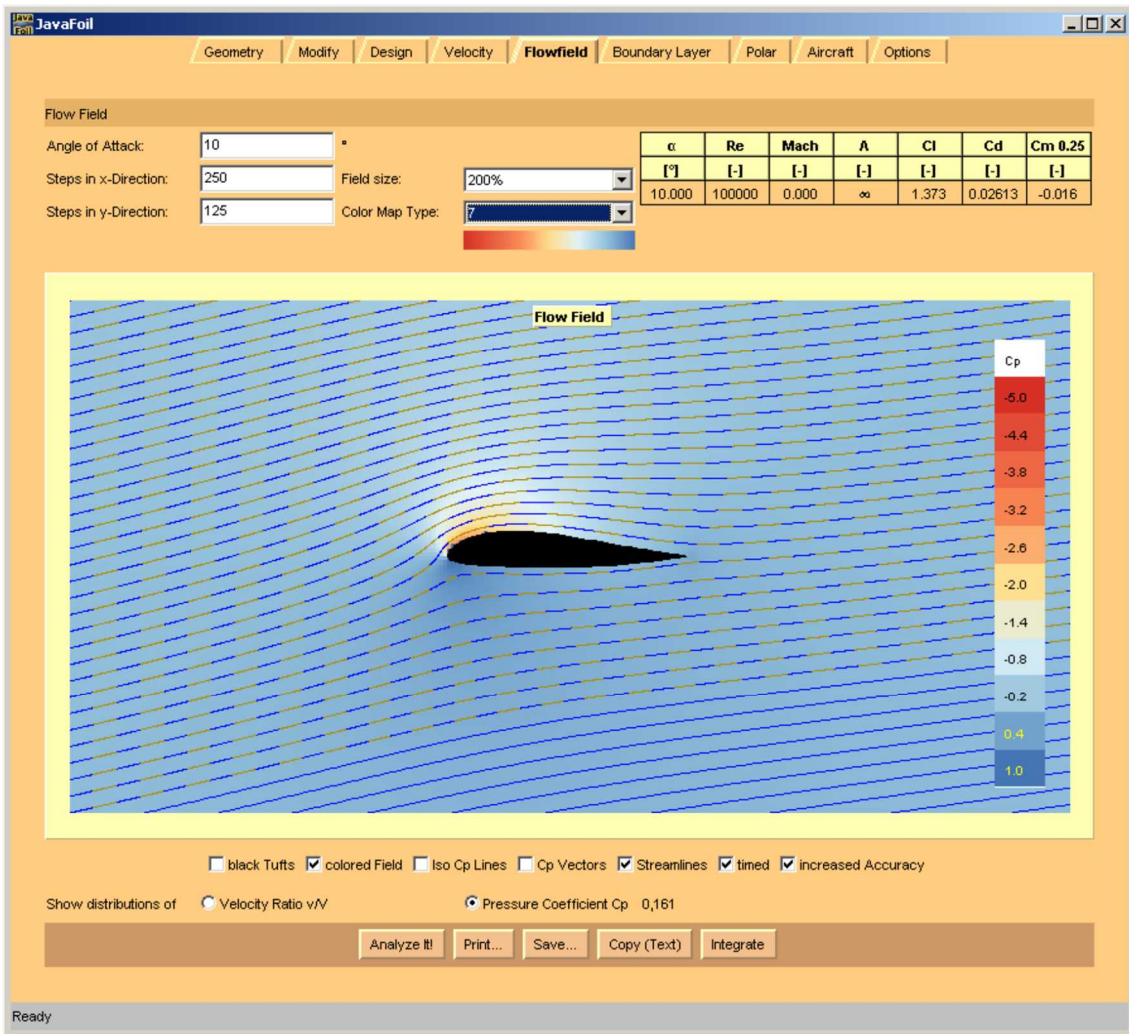 Java
Foil JavaFoil
Geometry Modify Design Velocity Flowfield Boundary Layer Polar Aircraft Options
Flow Field
Angle of Attack: 10 °
Steps in x-Direction: 250 Field size: 200%
Steps in y-Direction: 125 Color Map Type: 7
α Re Mach Λ Cl Cd Cm 0.25
[°] [-] [-] [-] [-] [-] [-]
10.000 100000 0.000 ∞ 1.373 0.02613 -0.016
Flow Field
Cp
-5.0
-4.4
-3.8
-3.2
-2.6
-2.0
-1.4
-0.8
-0.2
0.4
1.0
black Tufts colored Field Iso Cp Lines Cp Vectors Streamlines timed increased Accuracy
Show distributions of Velocity Ratio v/V Pressure Coefficient Cp 0,161
Analyze It! Print... Save... Copy (Text) Integrate
Ready